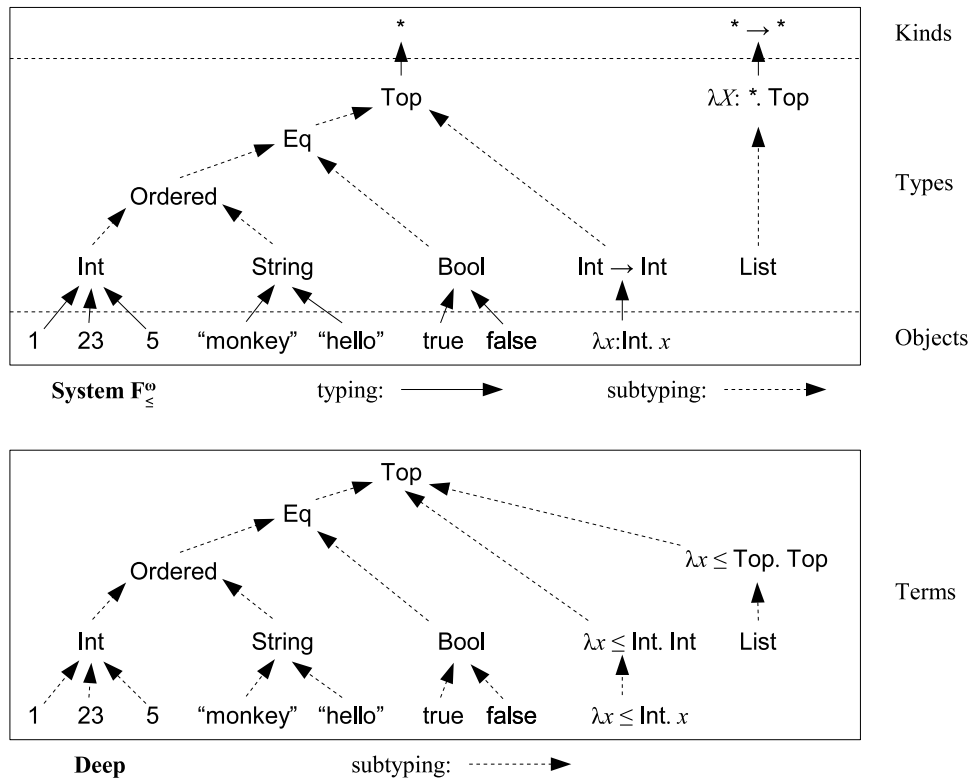 * * → * Kinds
Top λX: *. Top
Eq
Ordered Types
Int String Bool Int → Int List
1 23 5 “monkey” “hello” true false λx:Int. x Objects
System F^ω_≤ typing: subtyping:
Top
Eq
λx ≤ Top. Top
Ordered Terms
Int String Bool λx ≤ Int. Int List
1 23 5 “monkey” “hello” true false λx ≤ Int. x
Deep subtyping: